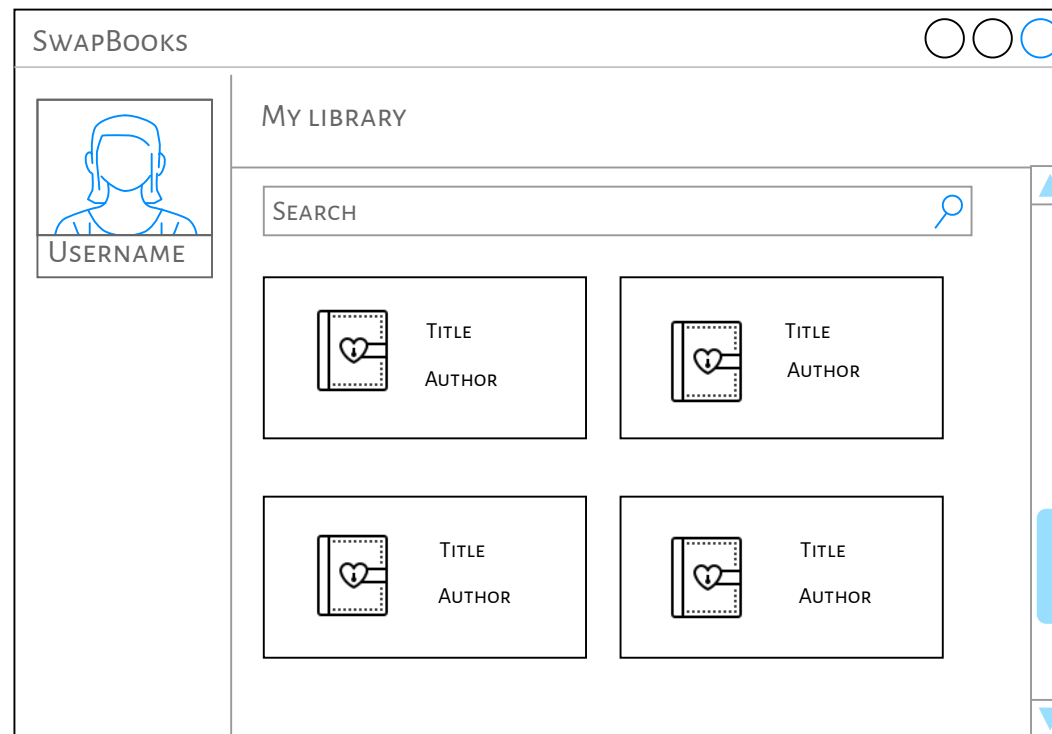 SwapBooks
My library
Username
Search
Title
Author
Title
Author
Title
Author
Title
Author